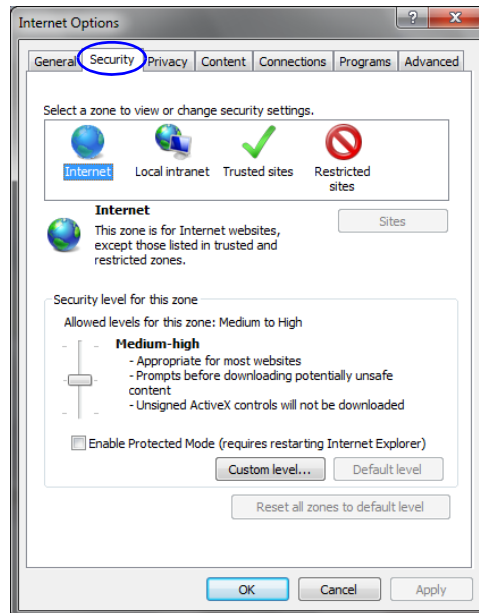 Internet Options
General Security Privacy Content Connections Programs Advanced
Select a zone to view or change security settings.
Internet Local intranet Trusted sites Restricted
sites
Internet
Sites
This zone is for Internet websites,
except those listed in trusted and
restricted zones.
Security level for this zone
Allowed levels for this zone: Medium to High
Medium-high
- Appropriate for most websites
- Prompts before downloading potentially unsafe
content
- Unsigned ActiveX controls will not be downloaded
Enable Protected Mode (requires restarting Internet Explorer)
Custom level... Default level
Reset all zones to default level
OK Cancel Apply